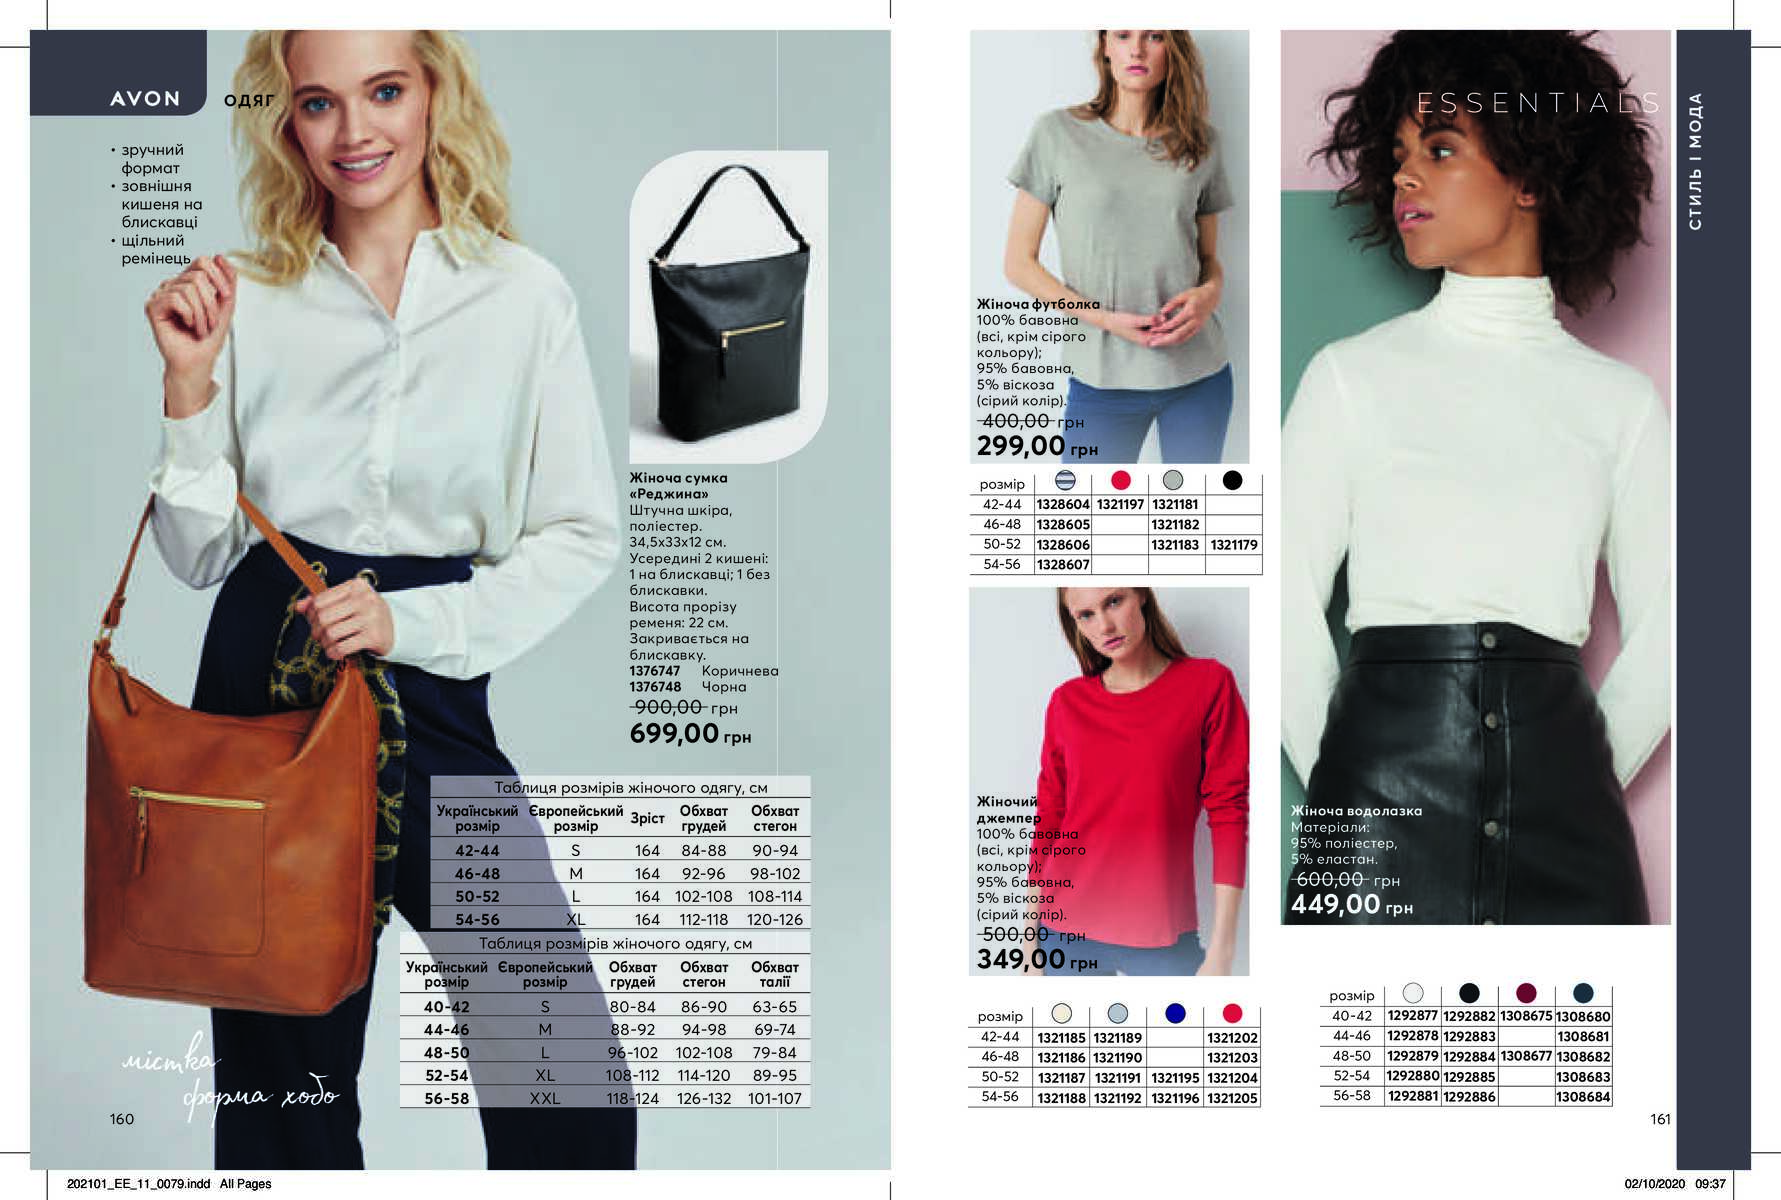 AVON
ОДЯГ
• зручний
формат
• зовнішня
кишеня на
блискавці
• щільний
ремінець
Жіноча сумка
«Реджина»
Штучна шкіра,
поліестер.
34,5х33х12 см.
Усередині 2 кишені:
1 на блискавці; 1 без
блискавки.
Висота прорізу
ременя: 22 см.
Закривається на
блискавку.
1376747 Коричнева
1376748 Чорна
900,00 грн
699,00 грн
Таблиця розмірів жіночого одягу, см
Український розмір Європейський розмір Зріст Обхват грудей Обхват стегон
42-44 S 164 84-88 90-94
46-48 M 164 92-96 98-102
50-52 L 164 102-108 108-114
54-56 XL 164 112-118 120-126
Таблиця розмірів жіночого одягу, см
Український розмір Європейський розмір Обхват грудей Обхват стегон Обхват талії
40-42 S 80-84 86-90 63-65
44-46 M 88-92 94-98 69-74
48-50 L 96-102 102-108 79-84
52-54 XL 108-112 114-120 89-95
56-58 XXL 118-124 126-132 101-107
містка
форма хобо
160
Жіноча футболка
100% бавовна
(всі, крім сірого
кольору);
95% бавовна,
5% віскоза
(сірий колір).
400,00 грн
299,00 грн
розмір
42-44 1328604 1321197 1321181
46-48 1328605 1321182
50-52 1328606 1321183 1321179
54-56 1328607
Жіночий
джемпер
100% бавовна
(всі, крім сірого
кольору);
95% бавовна,
5% віскоза
(сірий колір).
500,00 грн
349,00 грн
розмір
42-44 1321185 1321189 1321202
46-48 1321186 1321190 1321203
50-52 1321187 1321191 1321195 1321204
54-56 1321188 1321192 1321196 1321205
ESSENTIALS
СТИЛЬ І МОДА
Жіноча водолазка
Матеріали:
95% поліестер,
5% еластан.
600,00 грн
449,00 грн
розмір
40-42 1292877 1292882 1308675 1308680
44-46 1292878 1292883 1308681
48-50 1292879 1292884 1308677 1308682
52-54 1292880 1292885 1308683
56-58 1292881 1292886 1308684
161
202101_EE_11_0079.indd All Pages
02/10/2020 09:37